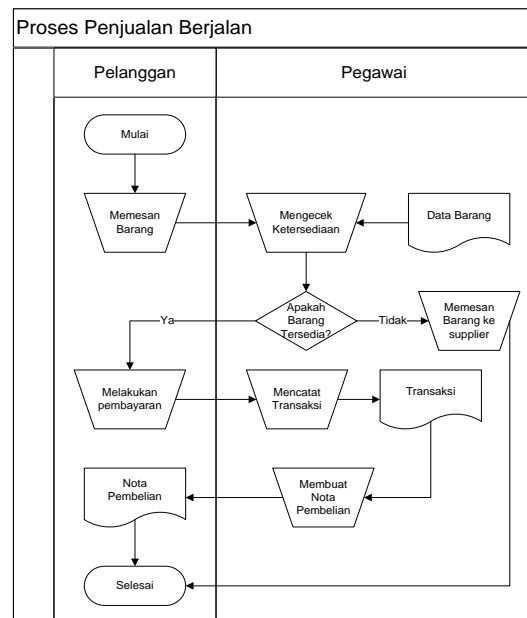 Proses Penjualan Berjalan
Pelanggan
Pegawai
Mulai
Memesan
Barang
Mengecek
Ketersediaan
Data Barang
Apakah
Barang
Tersedia?
Ya
Tidak
Memesan
Barang ke
supplier
Melakukan
pembayaran
Mencatat
Transaksi
Transaksi
Nota
Pembelian
Membuat
Nota
Pembelian
Selesai